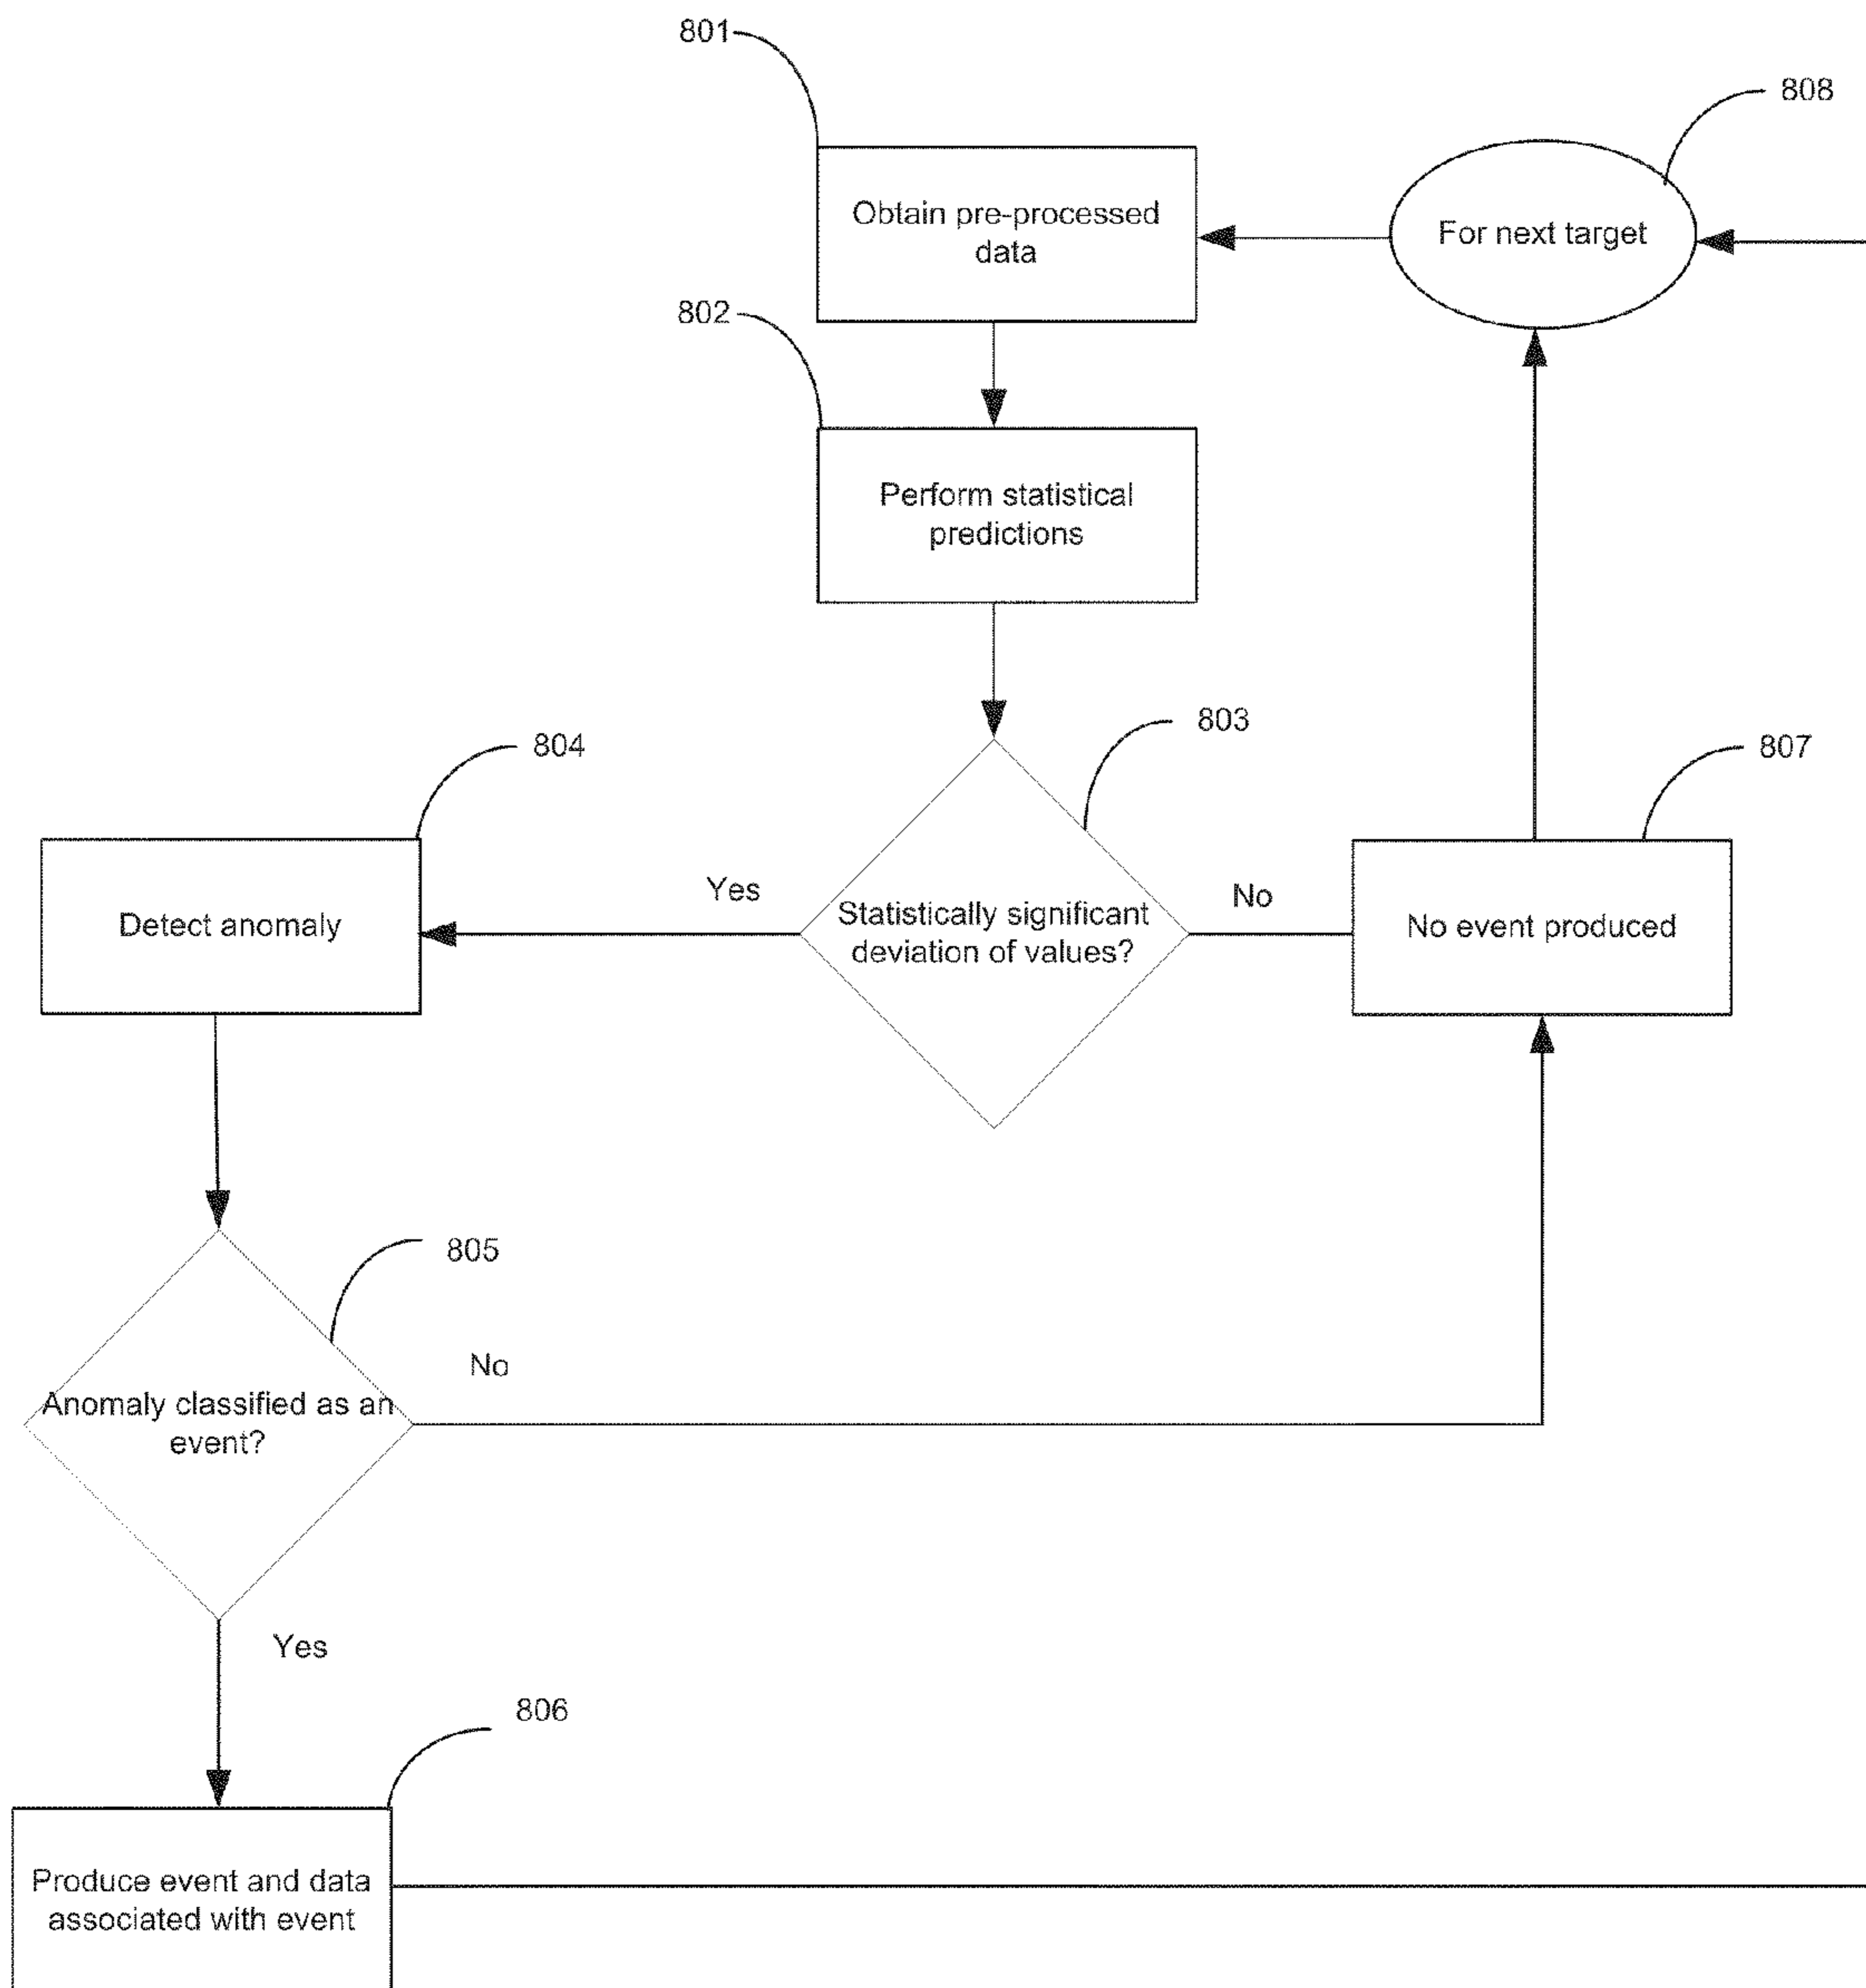 801
808
Obtain pre-processed
data
For next target
802
Perform statistical
predictions
803
804
807
Yes
No
Detect anomaly
Statistically significant
deviation of values?
No event produced
805
No
Anomaly classified as an
event?
Yes
806
Produce event and data
associated with event